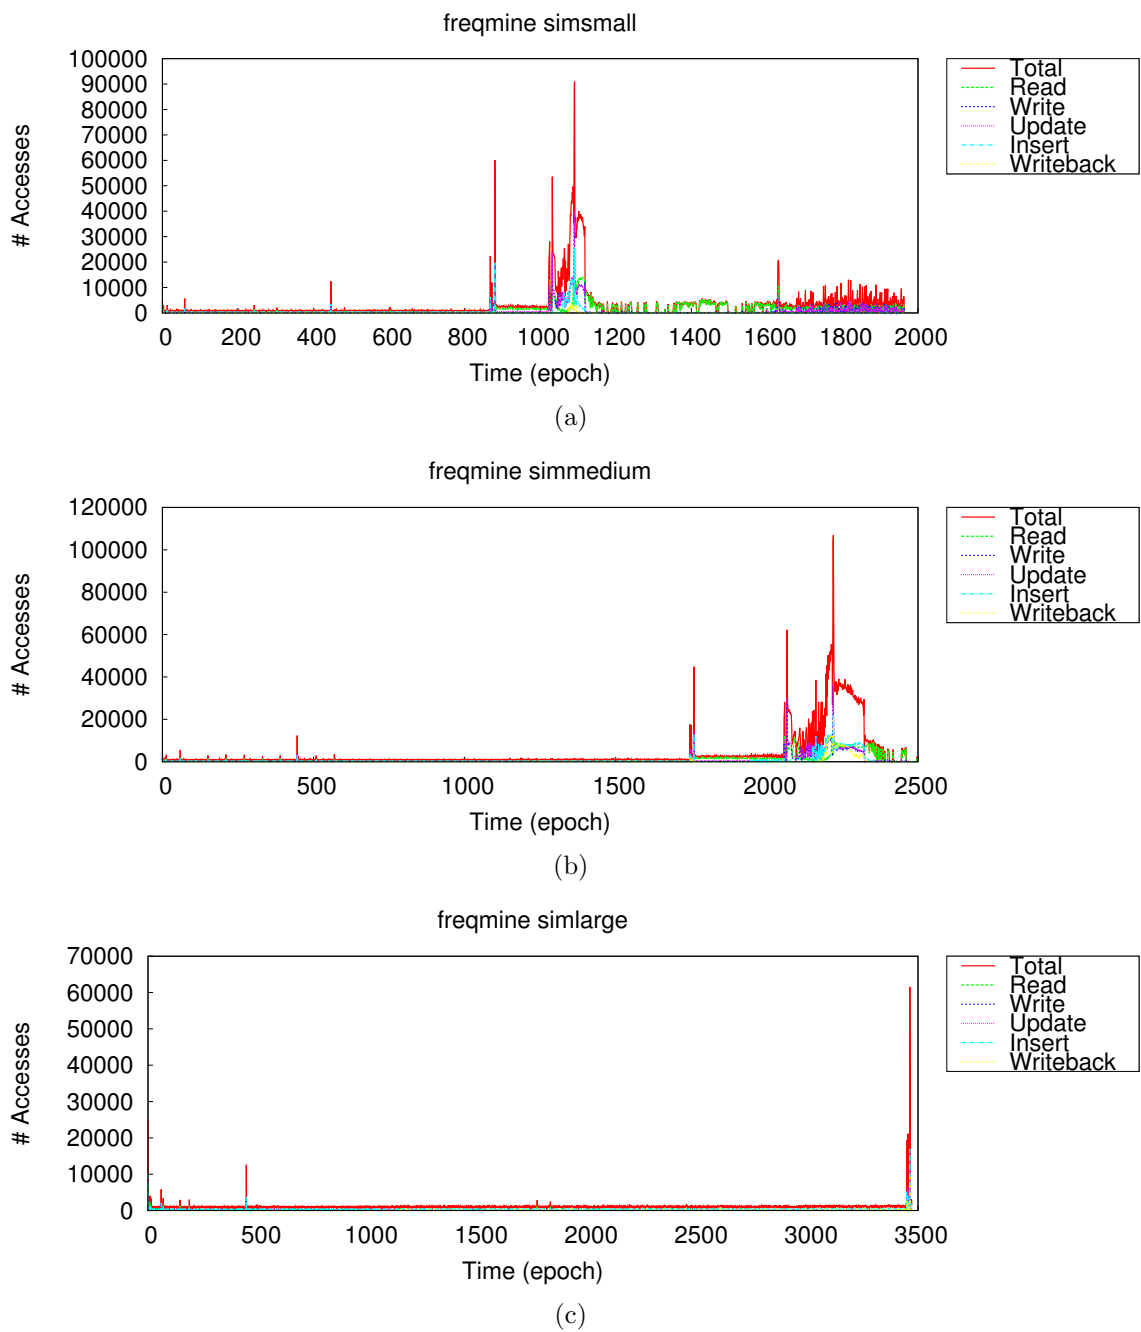 freqmine simsmall
100000
90000
80000
70000
60000
50000
40000
30000
20000
10000
0
# Accesses
0 200 400 600 800 1000 1200 1400 1600 1800 2000
Time (epoch)
Total
Read
Write
Update
Insert
Writeback
(a)
freqmine simmedium
120000
100000
80000
60000
40000
20000
0
# Accesses
0 500 1000 1500 2000 2500
Time (epoch)
Total
Read
Write
Update
Insert
Writeback
(b)
freqmine simlarge
70000
60000
50000
40000
30000
20000
10000
0
# Accesses
0 500 1000 1500 2000 2500 3000 3500
Time (epoch)
Total
Read
Write
Update
Insert
Writeback
(c)